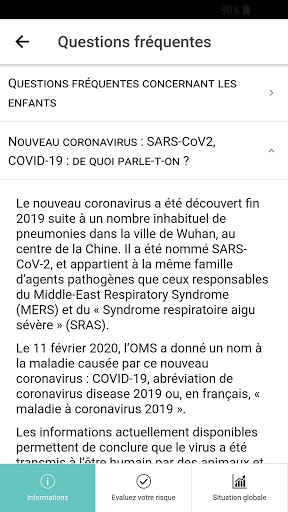 90%
Questions fréquentes
Questions fréquentes concernant les
enfants
Nouveau coronavirus : SARS-CoV2,
COVID-19 : de quoi parle-t-on ?
Le nouveau coronavirus a été découvert fin
2019 suite à un nombre inhabituel de
pneumonies dans la ville de Wuhan, au
centre de la Chine. Il a été nommé SARS-
CoV-2, et appartient à la même famille
d’agents pathogènes que ceux responsables
du Middle-East Respiratory Syndrome
(MERS) et du « Syndrome respiratoire aigu
sévère » (SRAS).
Le 11 février 2020, l’OMS a donné un nom à
la maladie causée par ce nouveau
coronavirus : COVID-19, abréviation de
coronavirus disease 2019 ou, en français, «
maladie à coronavirus 2019 ».
Les informations actuellement disponibles
permettent de conclure que le virus a été
transmis à l’être humain par des animaux et
Informations
Evaluez votre risque
Situation globale